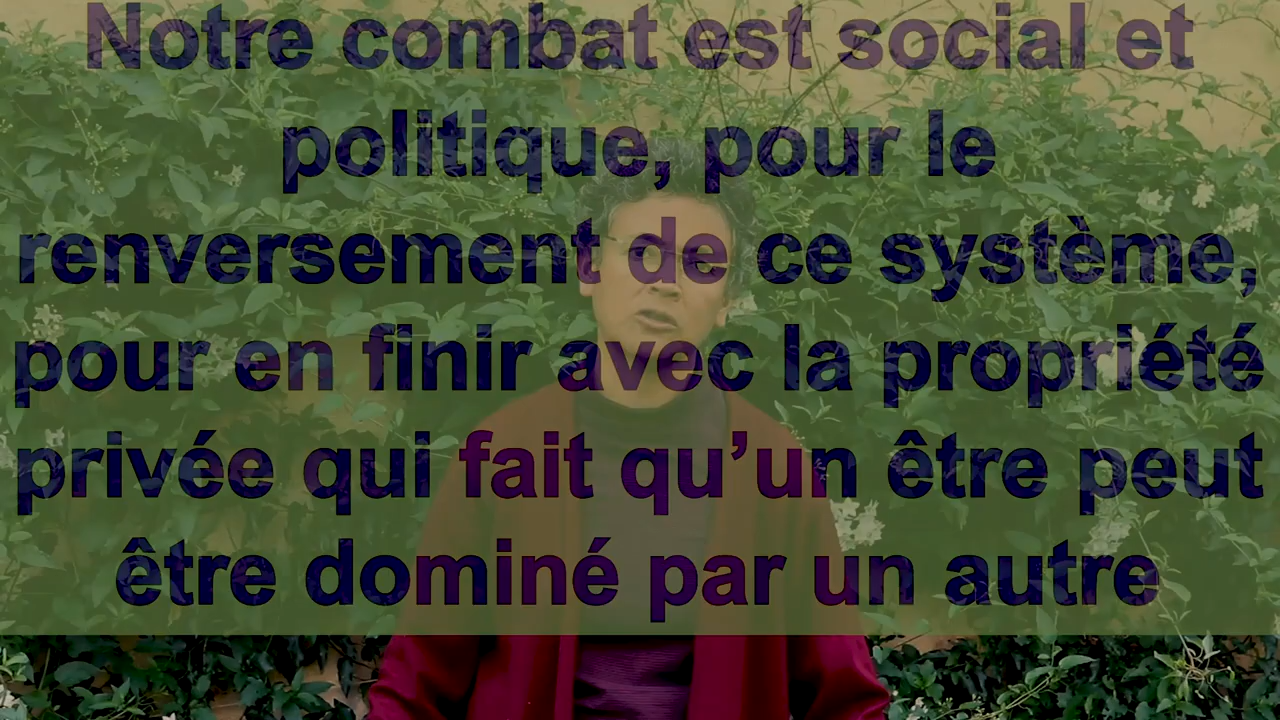 Notre combat est social et
politique, pour le
renversement de ce système,
pour en finir avec la propriété
privée qui fait qu’un être peut
être dominé par un autre